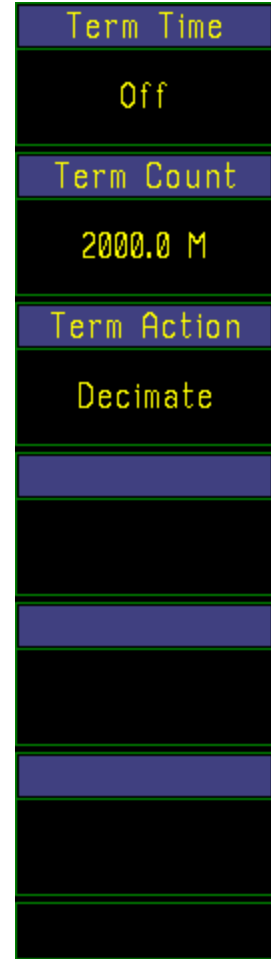 Term Time
Off
Term Count
2000.0 M
Term Action
Decimate